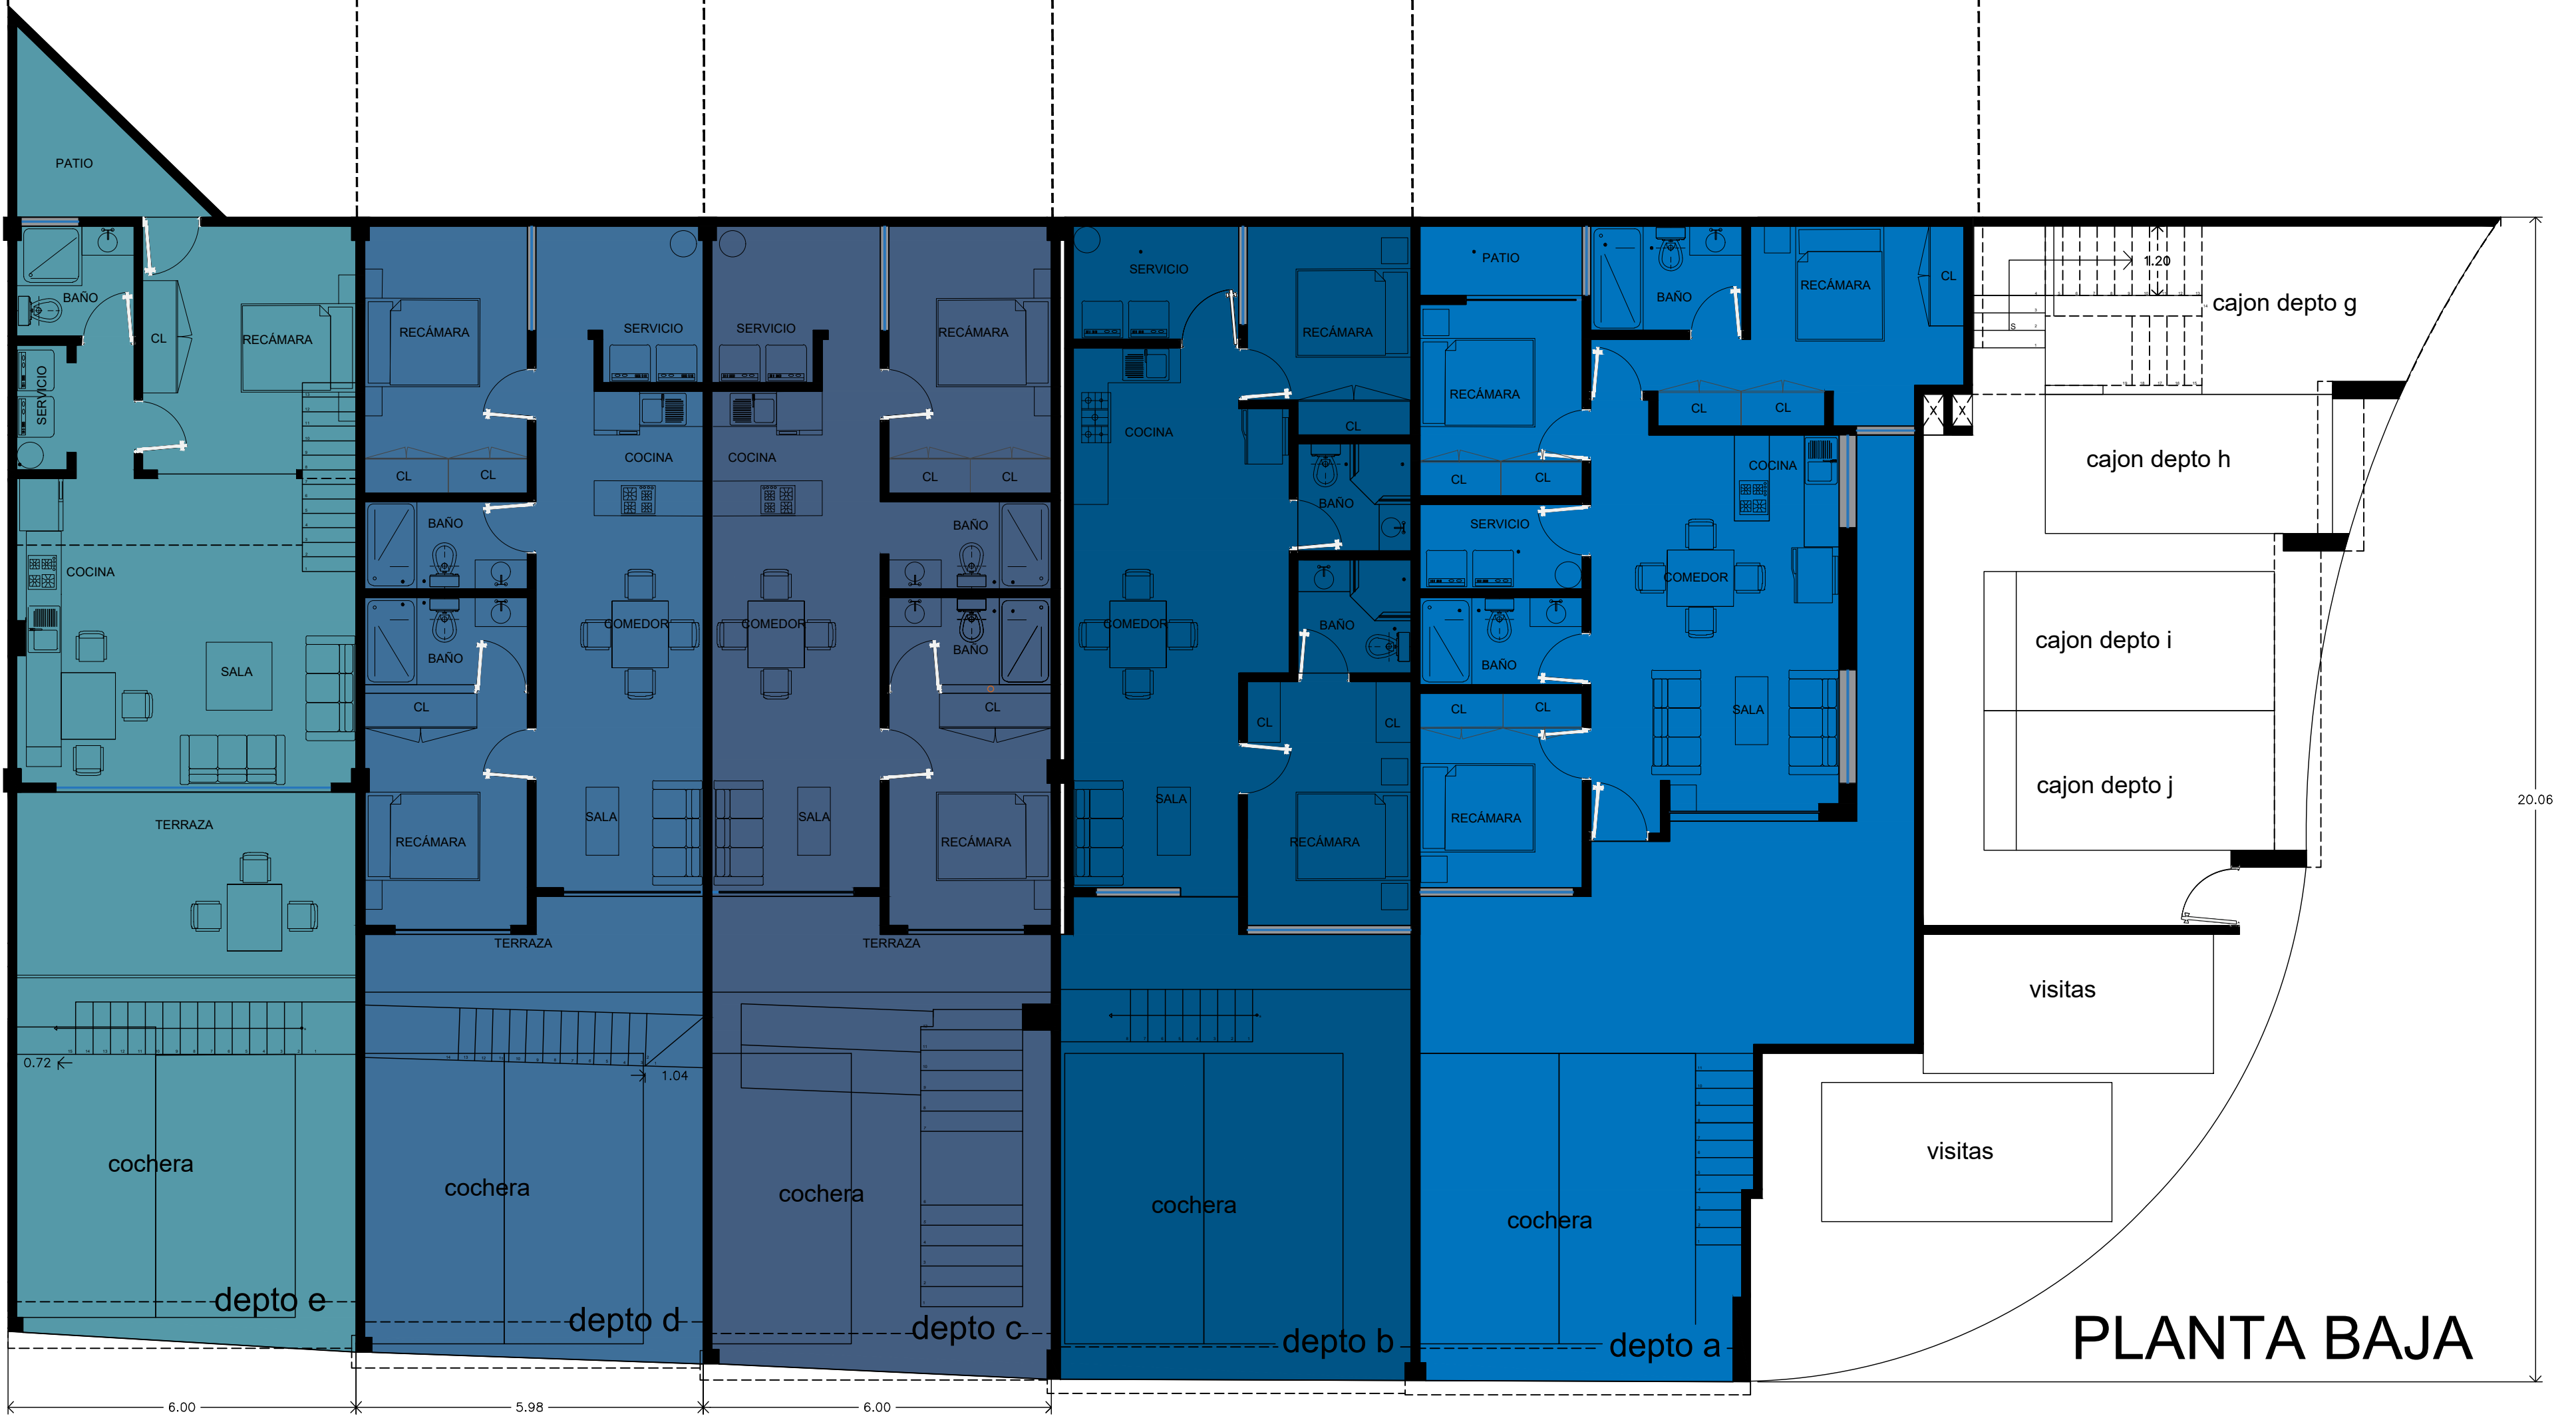 PATIO
BAÑO
CL
RECÁMARA
SERVICIO
COCINA
SALA
TERRAZA
0.72
cochera
depto e
6.00
RECÁMARA
SERVICIO
CL
CL
COCINA
BAÑO
COMEDOR
BAÑO
CL
SALA
RECÁMARA
TERRAZA
1.04
cochera
depto d
5.98
SERVICIO
RECÁMARA
COCINA
CL
CL
BAÑO
COMEDOR
BAÑO
CL
SALA
RECÁMARA
TERRAZA
cochera
depto c
6.00
SERVICIO
RECÁMARA
COCINA
CL
BAÑO
COMEDOR
BAÑO
CL
CL
SALA
RECÁMARA
cochera
depto b
PATIO
BAÑO
RECÁMARA
CL
RECÁMARA
CL
CL
COCINA
CL
CL
SERVICIO
COMEDOR
BAÑO
CL
CL
SALA
RECÁMARA
cochera
depto a
X
X
1.20
S
cajon depto g
cajon depto h
cajon depto i
cajon depto j
20.06
visitas
visitas
PLANTA BAJA